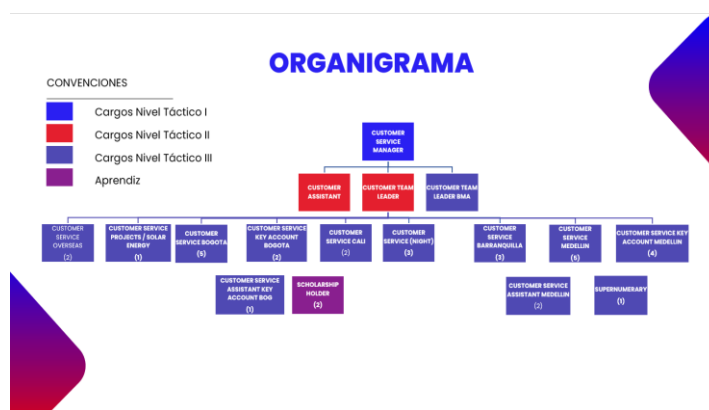 ORGANIGRAMA
CONVENCIONES
Cargos Nivel Táctico I
Cargos Nivel Táctico II
Cargos Nivel Táctico III
Aprendiz
CUSTOMER
SERVICE
MANAGER
CUSTOMER
ASSISTANT
CUSTOMER TEAM
LEADER
CUSTOMER TEAM
LEADER BMA
CUSTOMER
SERVICE
OVERSEAS
(2)
CUSTOMER SERVICE
PROJECTS / SOLAR
ENERGY
(1)
CUSTOMER
SERVICE BOGOTA
(5)
CUSTOMER SERVICE
KEY ACCOUNT
BOGOTA
(2)
CUSTOMER
SERVICE CALI
(2)
CUSTOMER
SERVICE (NIGHT)
(3)
CUSTOMER
SERVICE
BARRANQUILLA
(3)
CUSTOMER
SERVICE
MEDELLIN
(5)
CUSTOMER SERVICE KEY
ACCOUNT MEDELLIN
(4)
CUSTOMER SERVICE
ASSISTANT KEY
ACCOUNT BOG
(1)
SCHOLARSHIP
HOLDER
(2)
CUSTOMER SERVICE
ASSISTANT MEDELLIN
(2)
SUPERNUMERARY
(1)